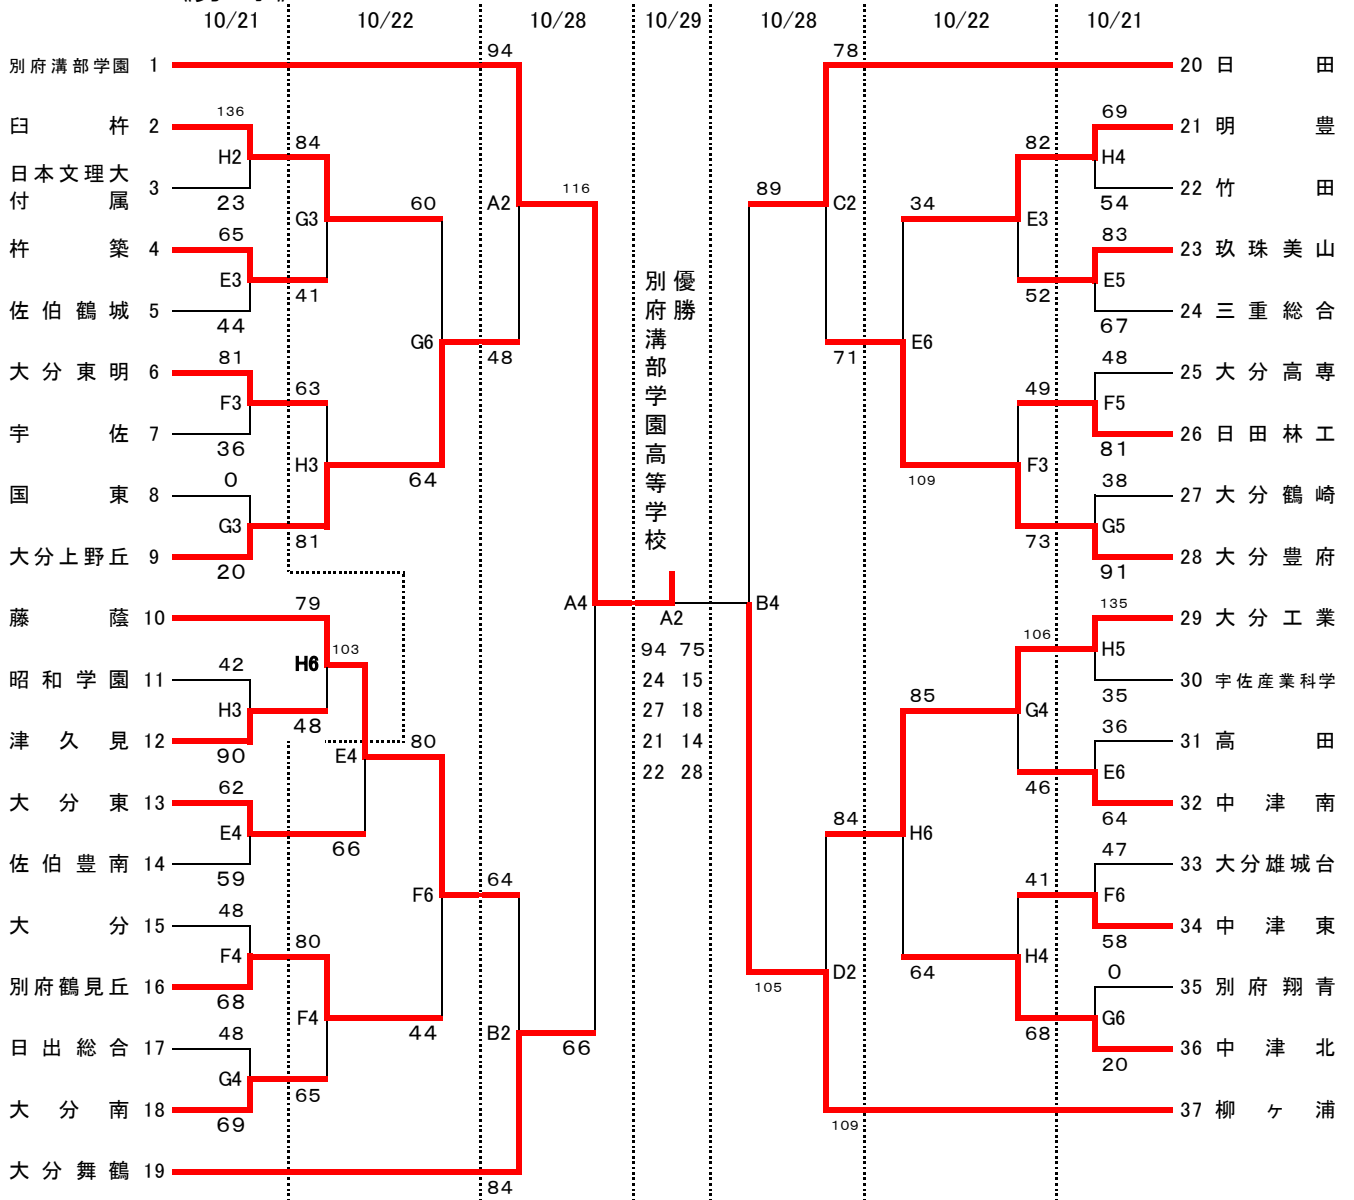 10/21 10/22 10/28 10/29 10/28 10/22 10/21
94 78
別府溝部学園 1
20 日田
136
69
臼杵 2
21 明豊
84
82
H2
H4
日本文理大付属 3
22 竹田
23
54
60
A2
116
89
C2
34
G3
E3
65
83
杵築 4
23 玖珠美山
E3
E5
41
52
佐伯鶴城 5
24 三重総合
44
67
優勝
別府溝部学園高等学校
G6
E6
48
71
81
48
大分東明 6
25 大分高専
63
49
F3
F5
宇佐 7
26 日田林工
36
81
H3
F3
64
109
0
38
国東 8
27 大分鶴崎
G3
G5
81
73
大分上野丘 9
28 大分豊府
20
91
A4
A2
B4
94 75
24 15
27 18
21 14
22 28
79
135
藤蔭 10
29 大分工業
103
106
H6
H5
42
35
昭和学園 11
30 宇佐産業科学
H3
G4
48
85
津久見 12
31 高田
90
36
E4
80
E6
46
62
64
大分東 13
32 中津南
E4
66
84
H6
佐伯豊南 14
33 大分雄城台
59
47
F6
64
41
F6
48
58
大分 15
34 中津東
80
F4
H4
64
D2
105
別府鶴見丘 16
35 別府翔青
68
0
F4
44
G6
B2
66
68
48
20
日出総合 17
36 中津北
G4
65
大分南 18
37 柳ヶ浦
69
109
大分舞鶴 19
84